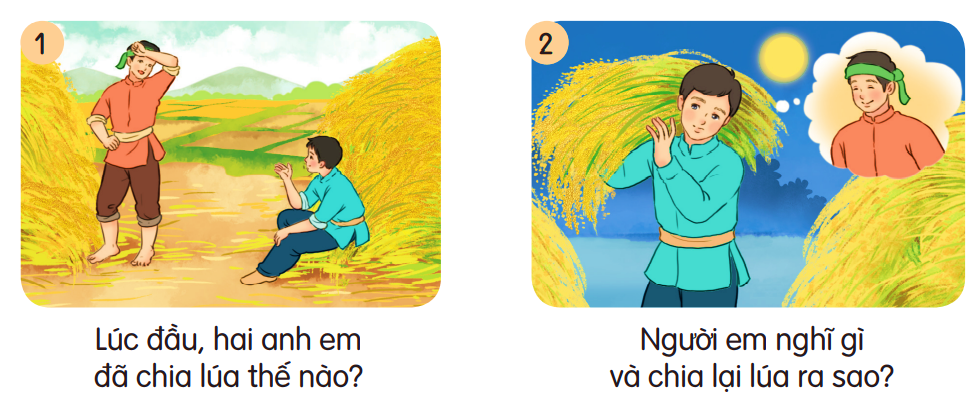 1
2
Lúc đầu, hai anh em
đã chia lúa thế nào?
Người em nghĩ gì
và chia lại lúa ra sao?